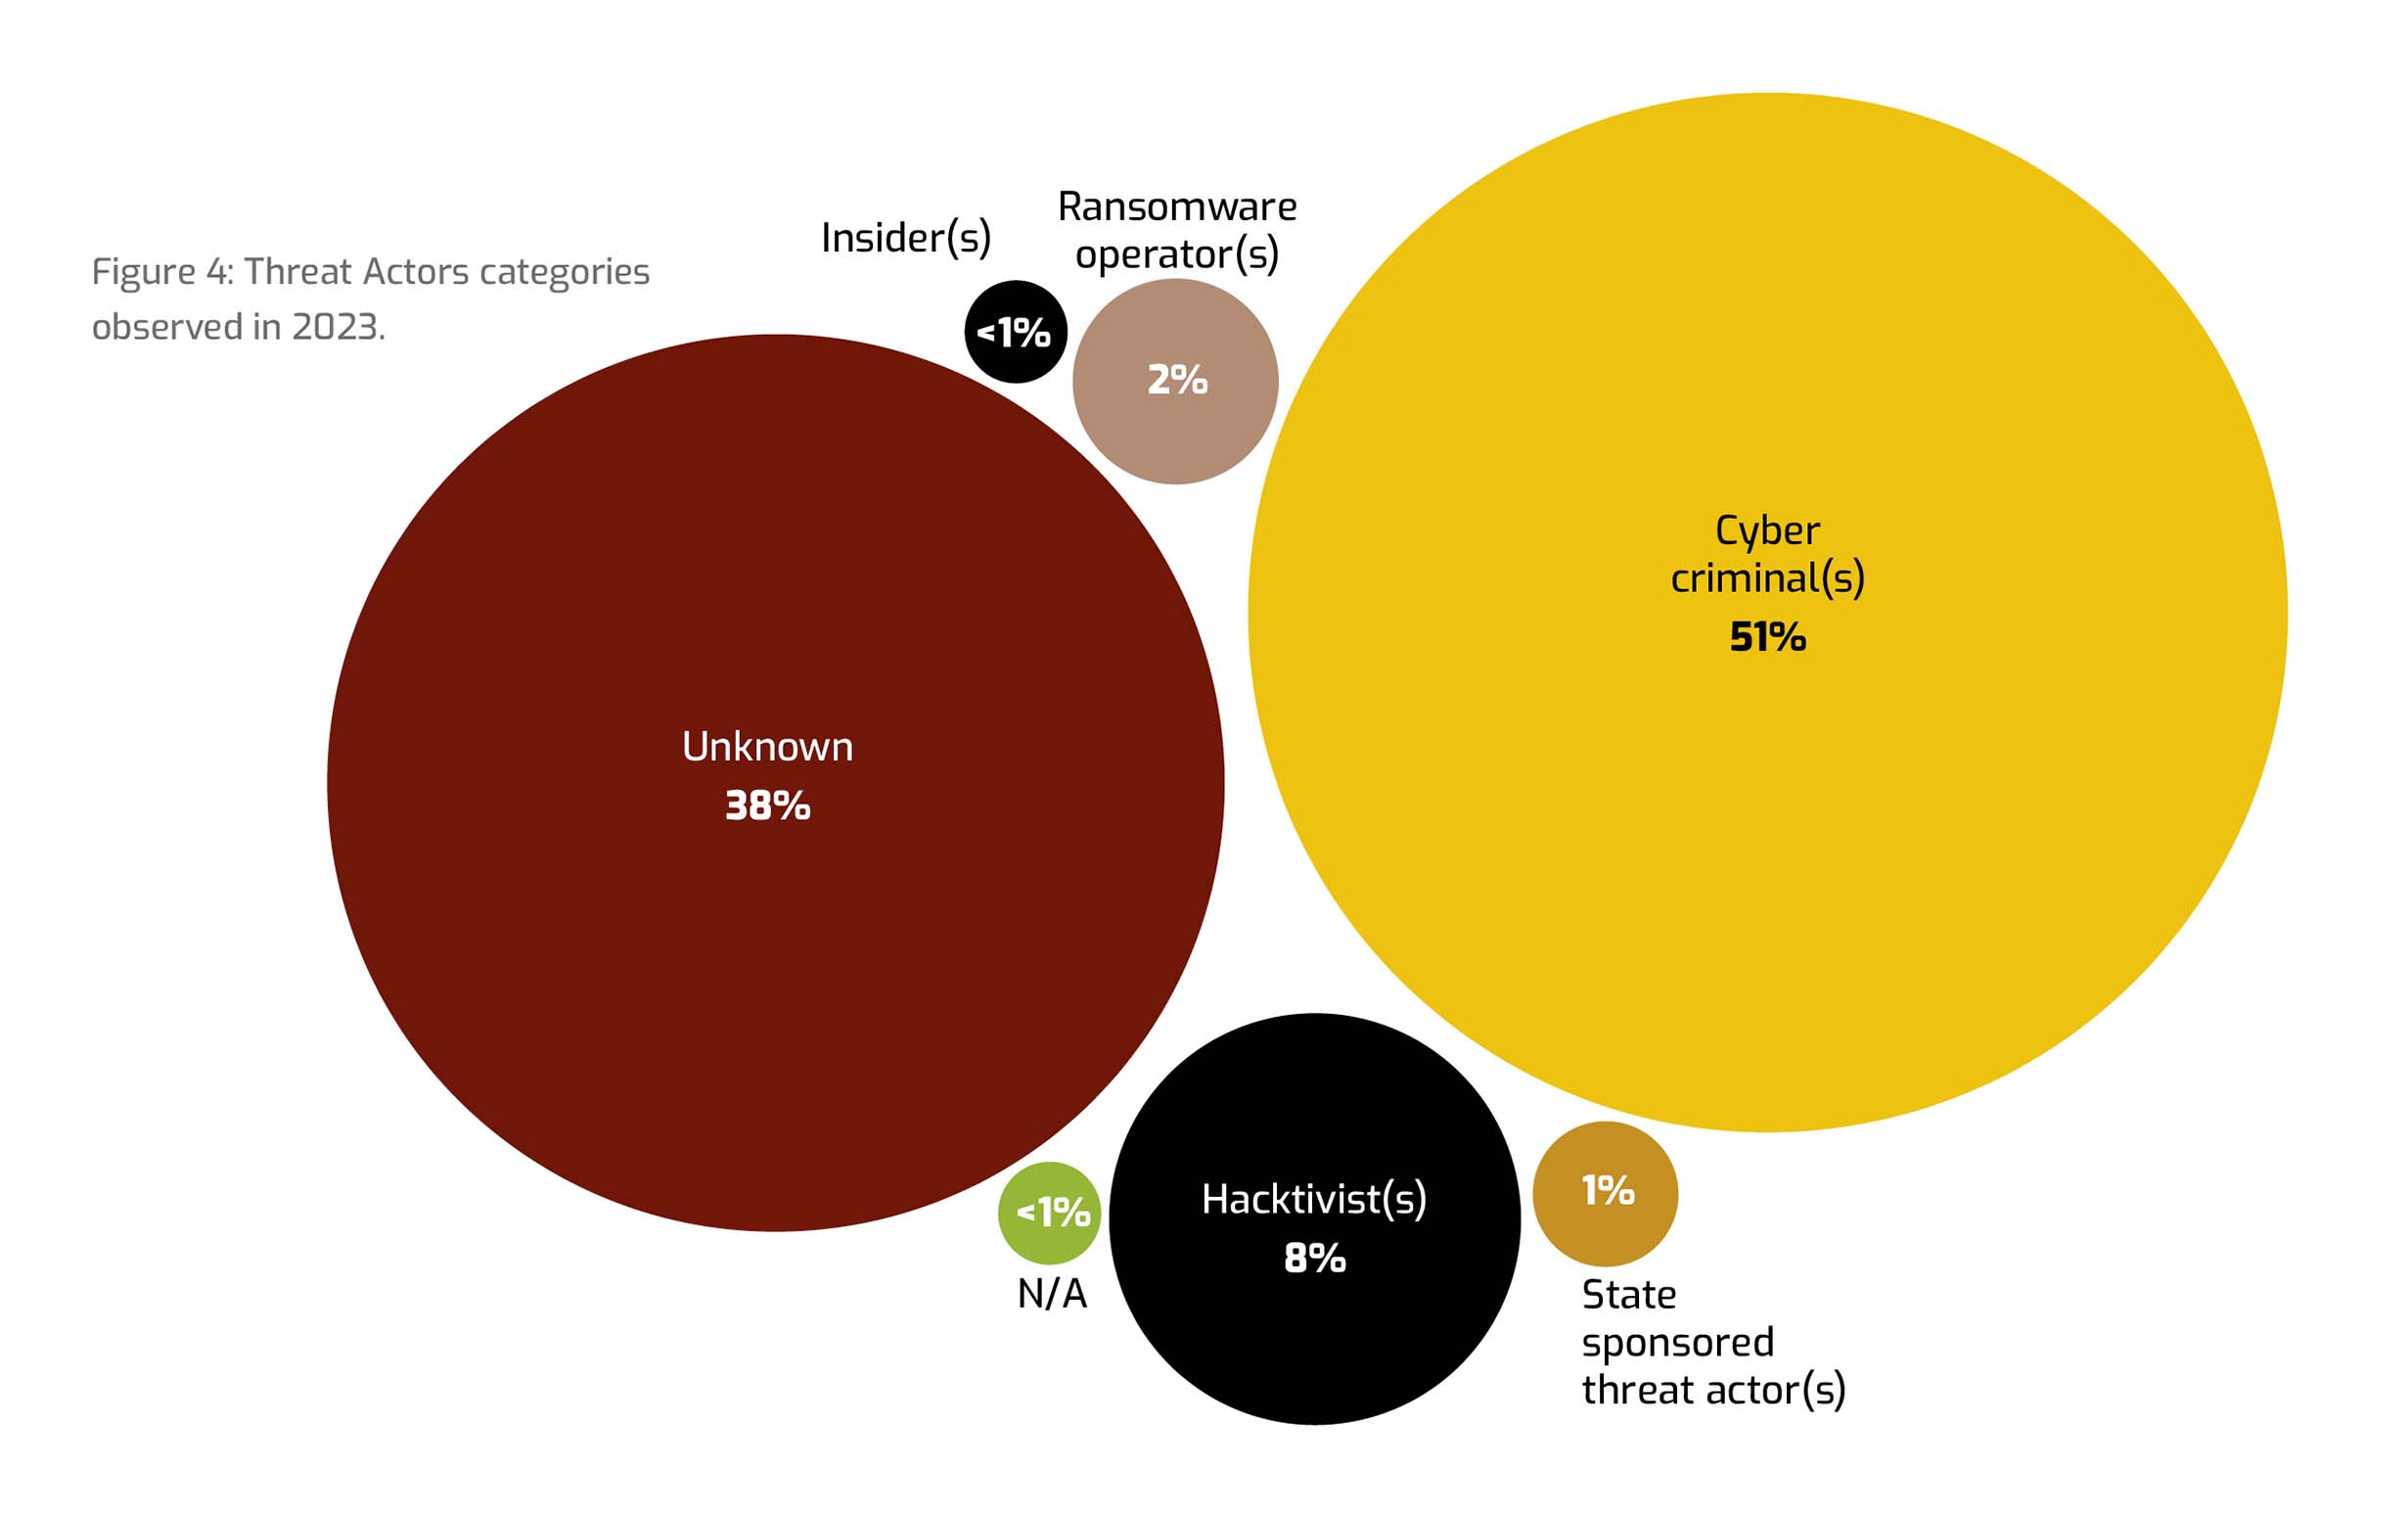 Figure 4: Threat Actors categories
observed in 2023.
Insider(s)
<1%
Ransomware
operator(s)
2%
Cyber
criminal(s)
51%
Unknown
38%
<1%
N/A
Hacktivist(s)
8%
1%
State
sponsored
threat actor(s)